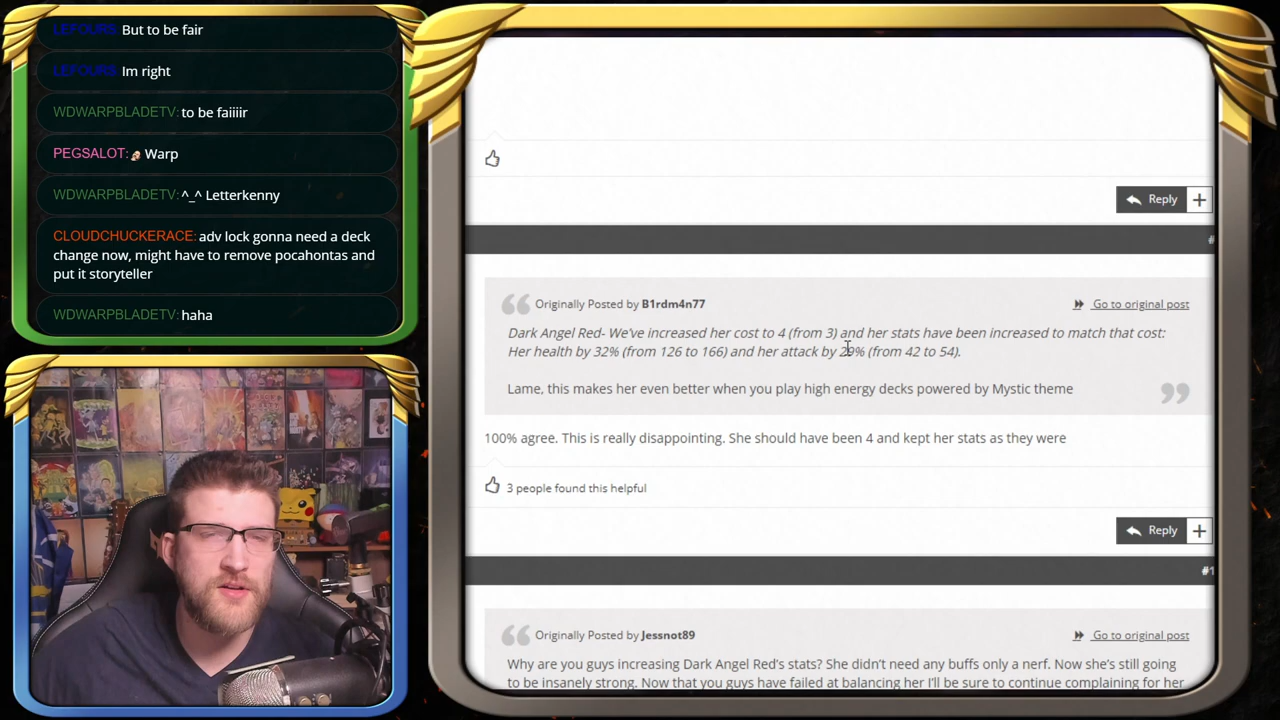 LEFOURS: But to be fair
LEFOURS: Im right
WDWARPBLADETV: to be faiiiir
PEGSALOT: Warp
WDWARPBLADETV: ^_^ Letterkenny
CLOUDCHUCKERACE: adv lock gonna need a deck
change now, might have to remove pocahontas and
put it storyteller
WDWARPBLADETV: haha
Reply +
#
Originally Posted by B1rdm4n77
Go to original post
Dark Angel Red- We've increased her cost to 4 (from 3) and her stats have been increased to match that cost:
Her health by 32% (from 126 to 166) and her attack by 29% (from 42 to 54).
Lame, this makes her even better when you play high energy decks powered by Mystic theme
100% agree. This is really disappointing. She should have been 4 and kept her stats as they were
3 people found this helpful
Reply +
#1
Originally Posted by Jessnot89
Go to original post
Why are you guys increasing Dark Angel Red's stats? She didn't need any buffs only a nerf. Now she's still going
to be insanely strong. Now that you guys have failed at balancing her I'll be sure to continue complaining for her